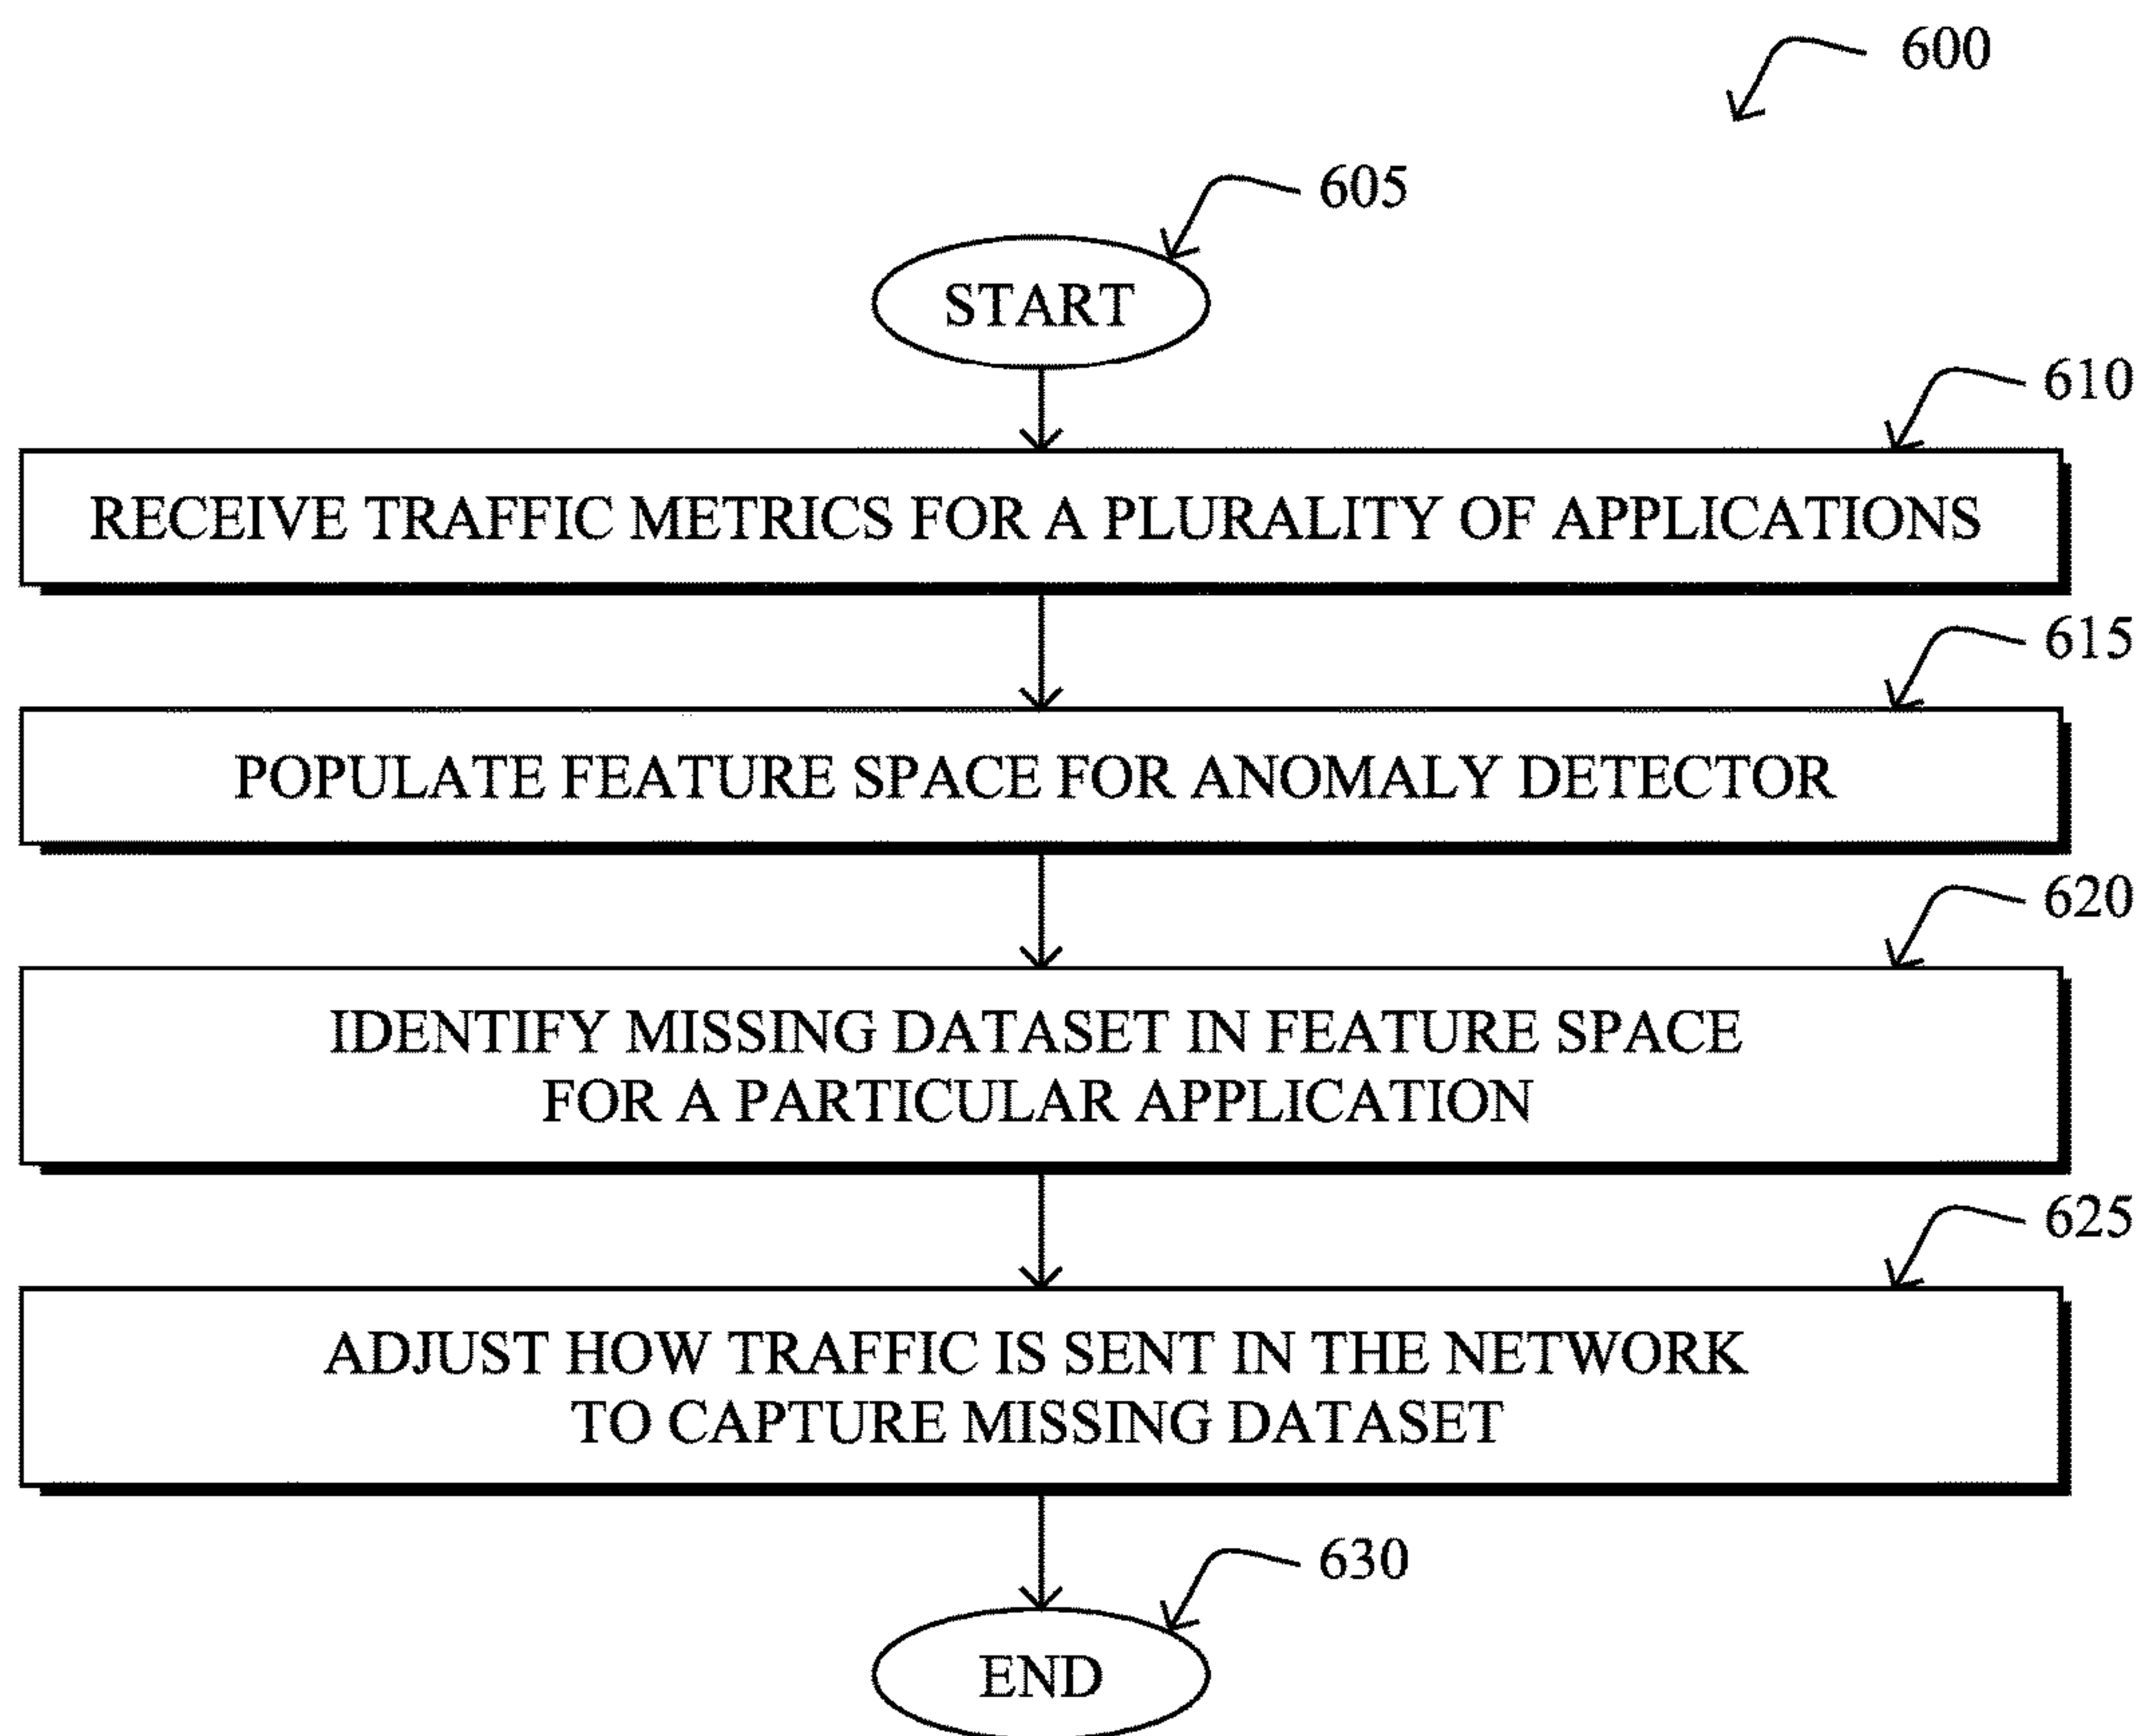 600
605
START
610
RECEIVE TRAFFIC METRICS FOR A PLURALITY OF APPLICATIONS
615
POPULATE FEATURE SPACE FOR ANOMALY DETECTOR
620
IDENTIFY MISSING DATASET IN FEATURE SPACE
FOR A PARTICULAR APPLICATION
625
ADJUST HOW TRAFFIC IS SENT IN THE NETWORK
TO CAPTURE MISSING DATASET
630
END